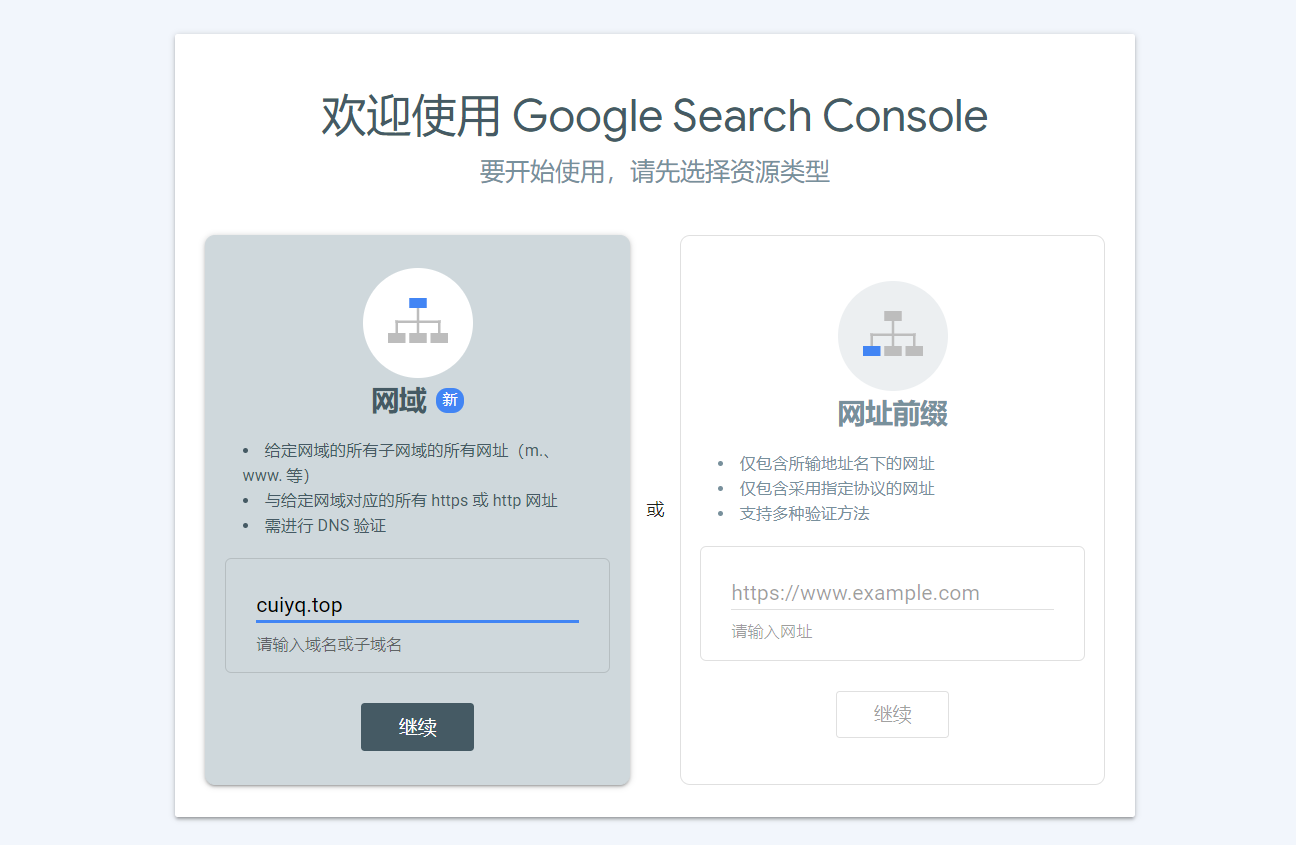 欢迎使用 Google Search Console
要开始使用，请先选择资源类型
网域 新
• 给定网域的所有子网域的所有网址（m.、
www. 等）
• 与给定网域对应的所有 https 或 http 网址
• 需进行 DNS 验证
cuiyq.top
请输入域名或子域名
继续
或
网址前缀
• 仅包含所输地址名下的网址
• 仅包含采用指定协议的网址
• 支持多种验证方法
https://www.example.com
请输入网址
继续